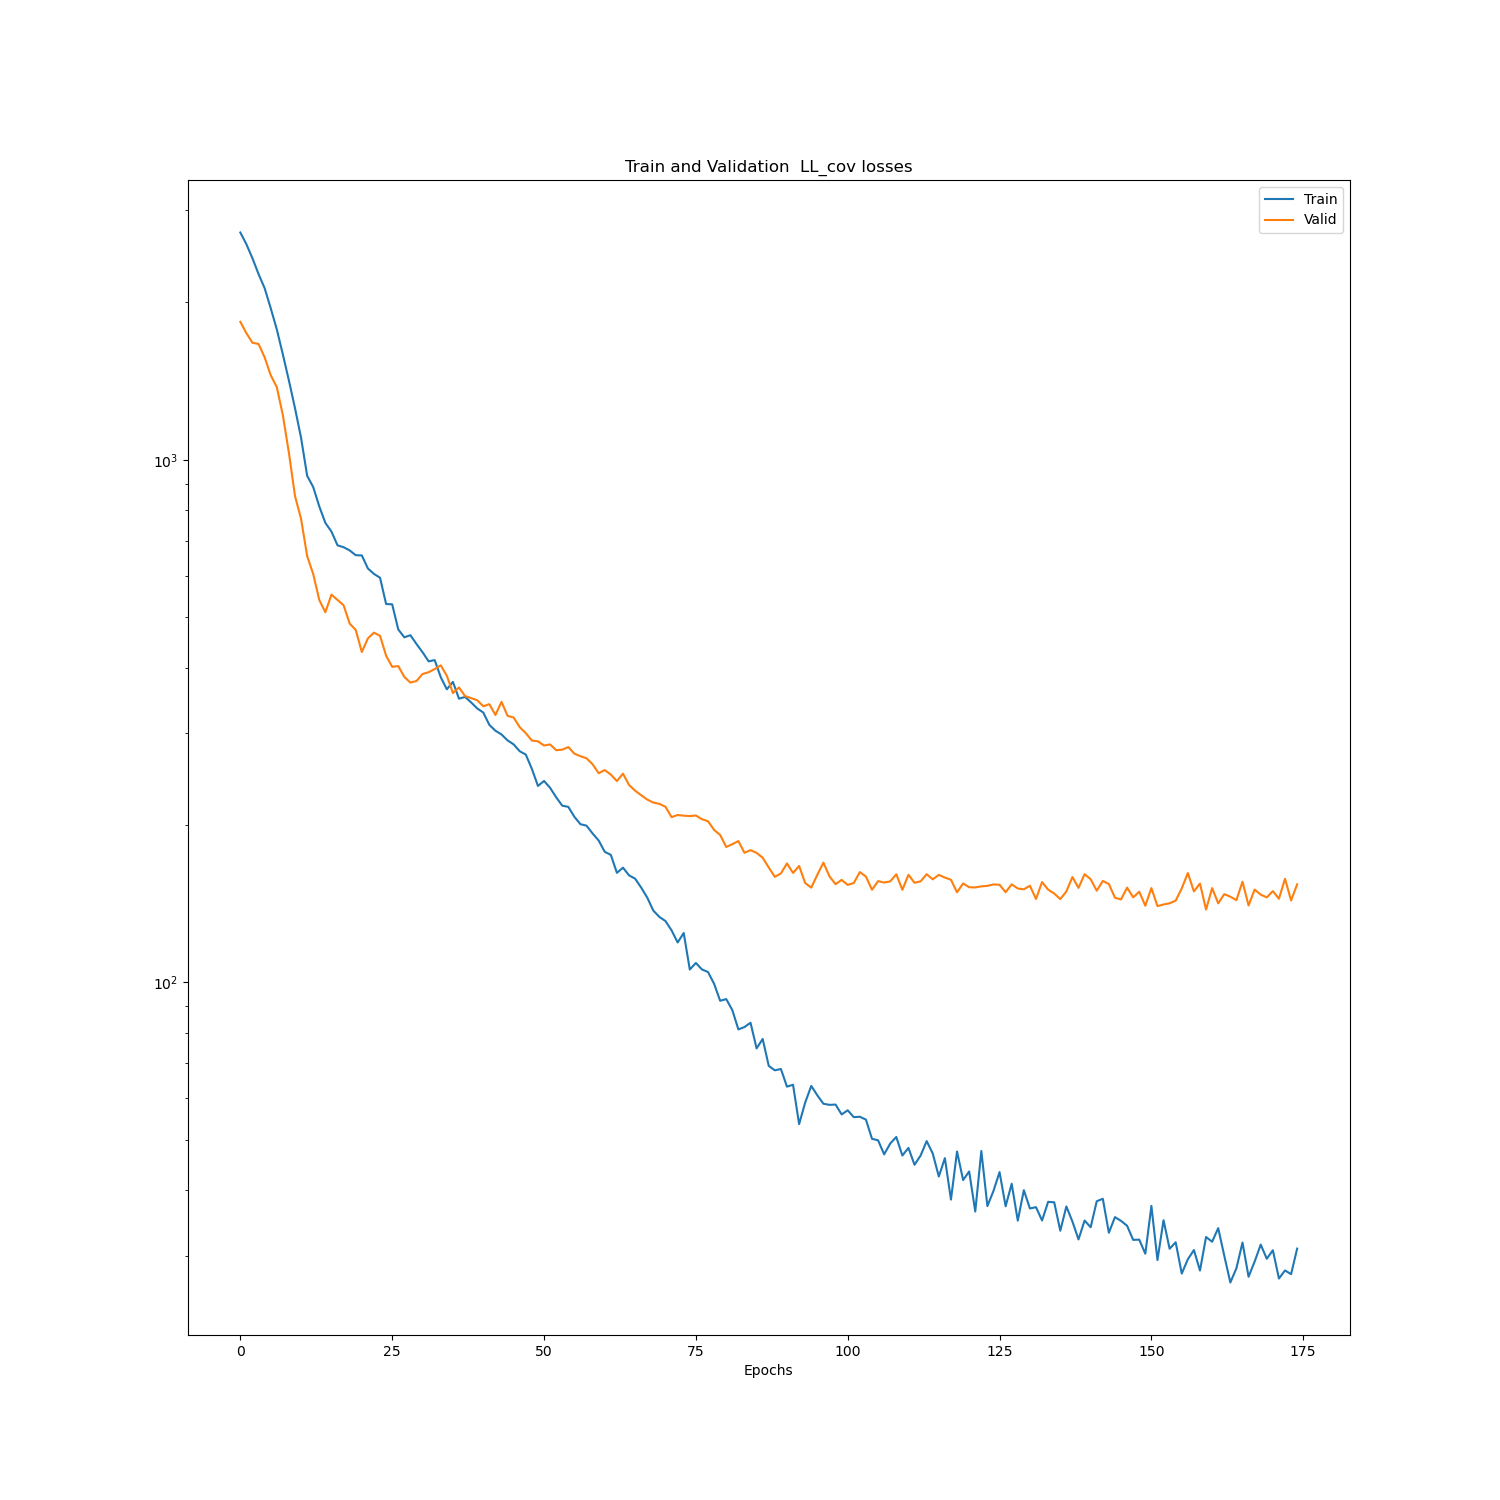 Train and Validation  LL_cov losses
Train
Valid
10³
10²
0 25 50 75 100 125 150 175
Epochs